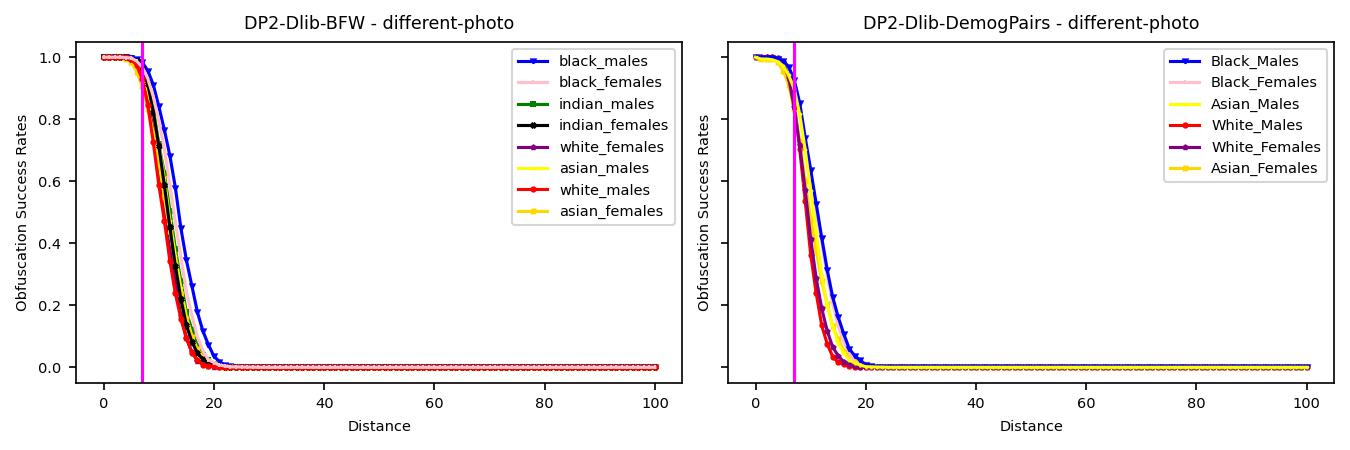 DP2-Dlib-BFW - different-photo
Obfuscation Success Rates
1.0
0.8
0.6
0.4
0.2
0.0
0
20
40
60
80
100
Distance
black_males
black_females
indian_males
indian_females
white_females
asian_males
white_males
asian_females
DP2-Dlib-DemogPairs - different-photo
Obfuscation Success Rates
0
20
40
60
80
100
Distance
Black_Males
Black_Females
Asian_Males
White_Males
White_Females
Asian_Females